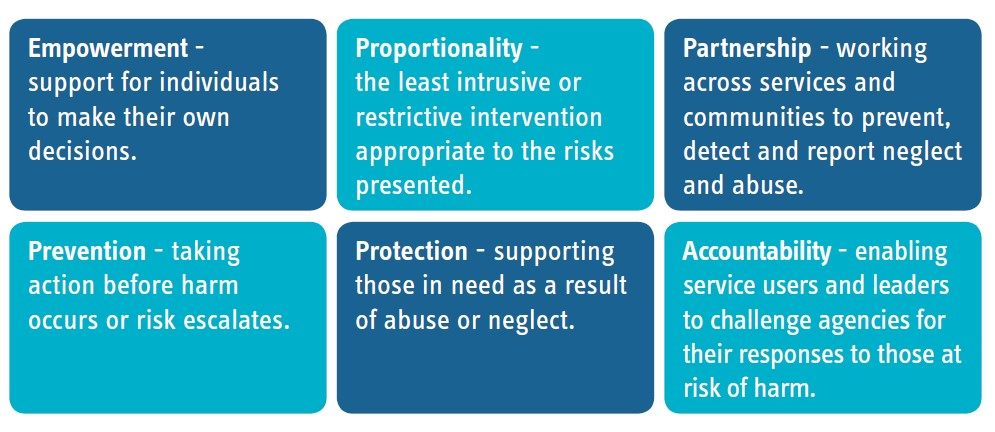 Empowerment -
support for individuals
to make their own
decisions.
Proportionality -
the least intrusive or
restrictive intervention
appropriate to the risks
presented.
Partnership - working
across services and
communities to prevent,
detect and report neglect
and abuse.
Prevention - taking
action before harm
occurs or risk escalates.
Protection - supporting
those in need as a result
of abuse or neglect.
Accountability - enabling
service users and leaders
to challenge agencies for
their responses to those at
risk of harm.